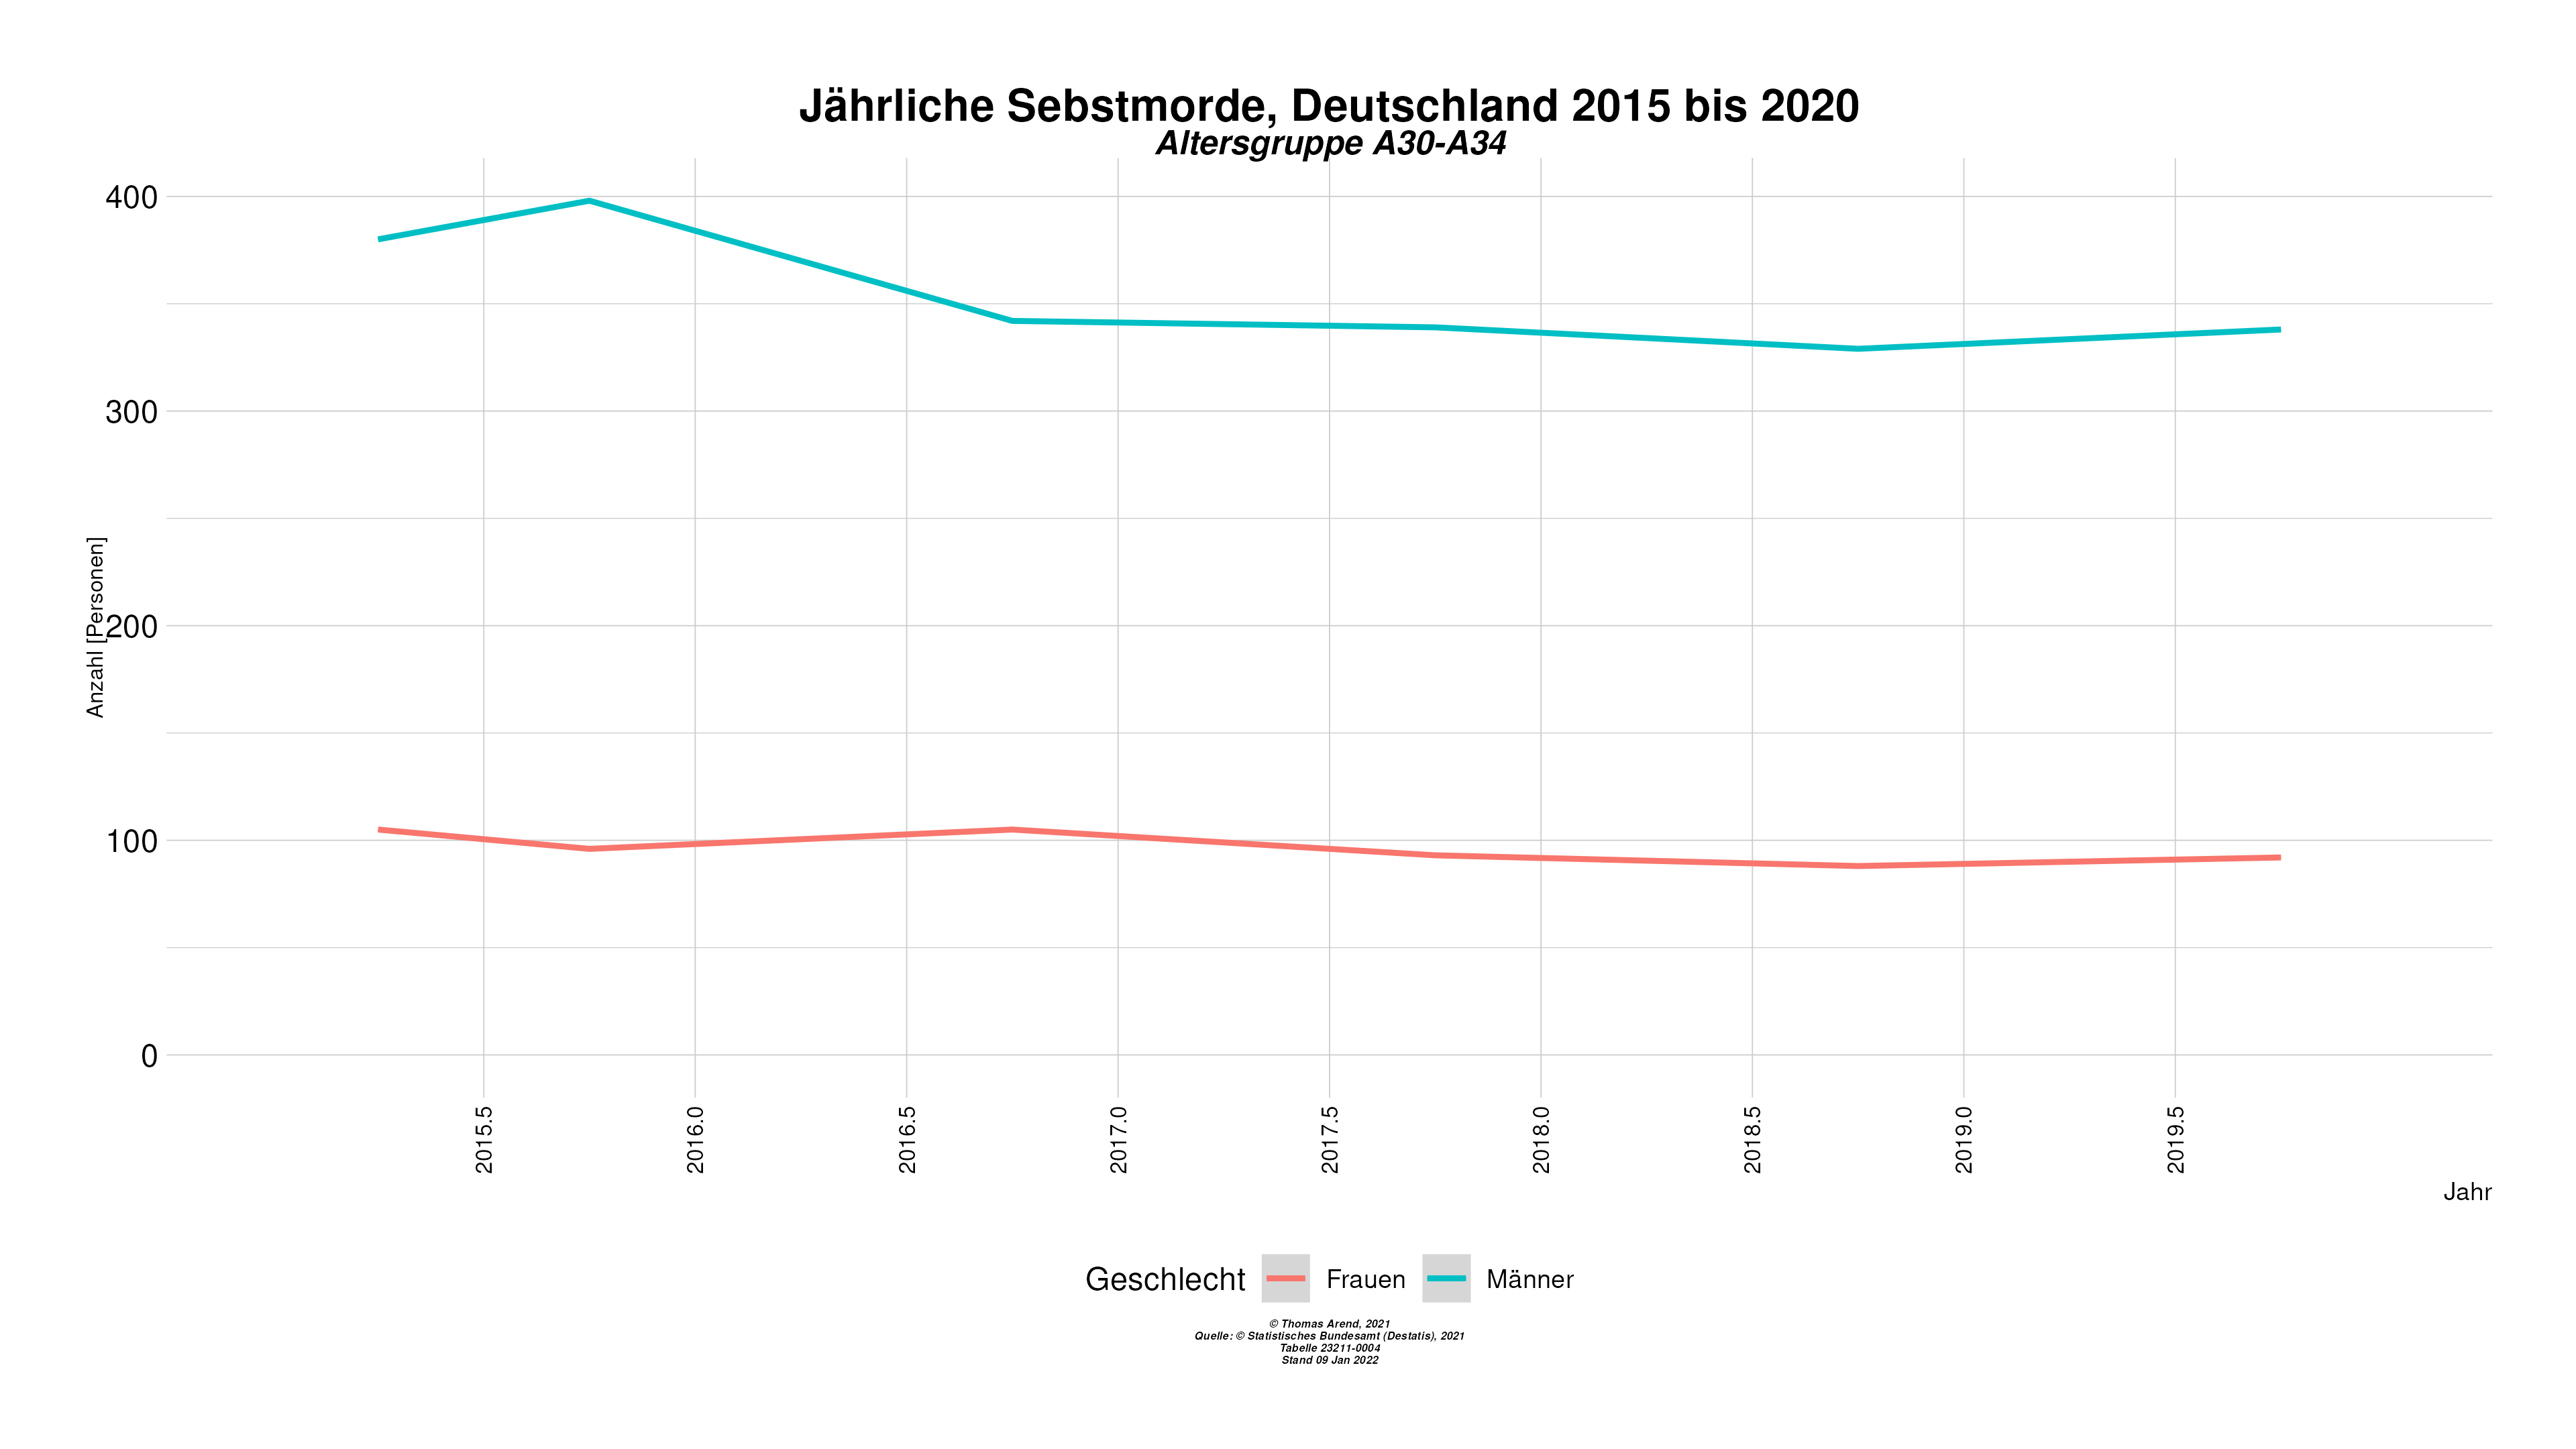 Jährliche Sebstmorde, Deutschland 2015 bis 2020
Altersgruppe A30-A34
Anzahl [Personen]
400
300
200
100
0
2015.5
2016.0
2016.5
2017.0
2017.5
2018.0
2018.5
2019.0
2019.5
Jahr
Geschlecht Frauen Männer
© Thomas Arend, 2021
Quelle: © Statistisches Bundesamt (Destatis), 2021
Tabelle 23211-0004
Stand 09 Jan 2022